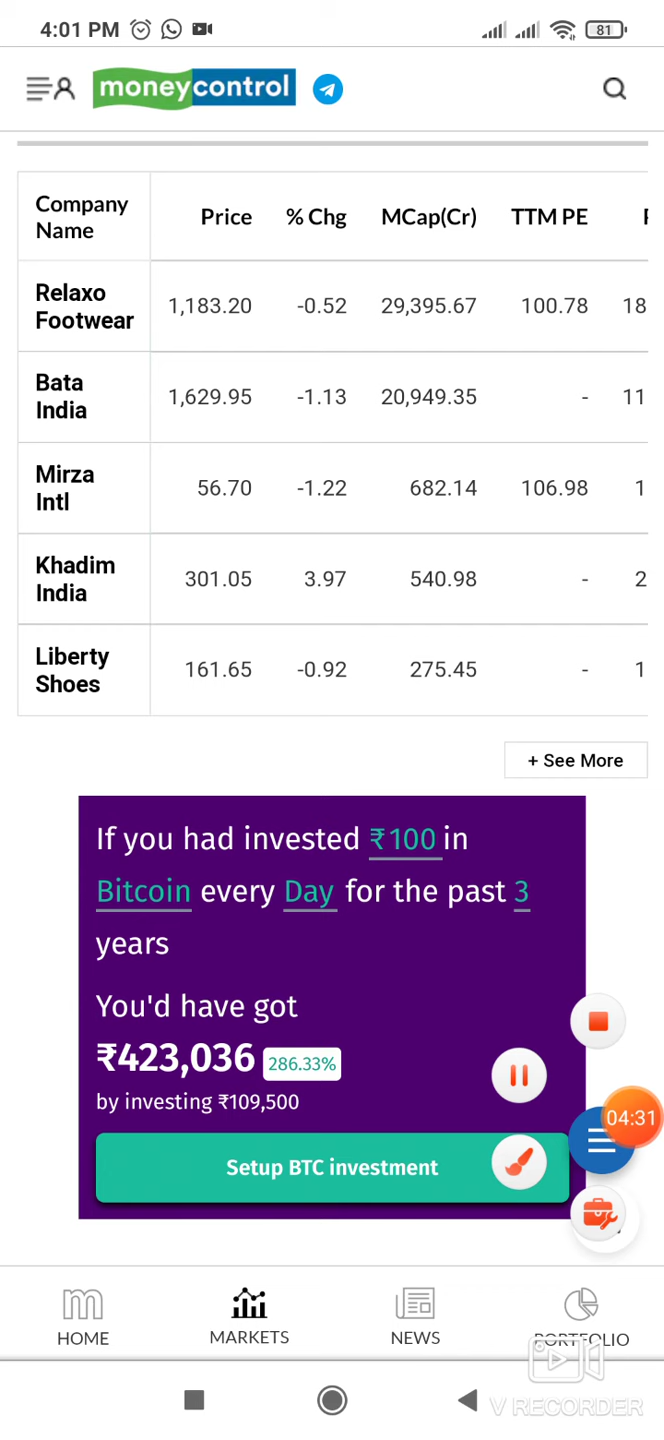 4:01 PM 81
moneycontrol
Company Name Price % Chg MCap(Cr) TTM PE
Relaxo Footwear 1,183.20 -0.52 29,395.67 100.78 18
Bata India 1,629.95 -1.13 20,949.35 - 11
Mirza Intl 56.70 -1.22 682.14 106.98 1
Khadim India 301.05 3.97 540.98 - 2
Liberty Shoes 161.65 -0.92 275.45 - 1
+ See More
If you had invested ₹100 in
Bitcoin every Day for the past 3
years
You'd have got
₹423,036 286.33%
by investing ₹109,500
04:31
Setup BTC investment
HOME MARKETS NEWS PORTFOLIO
V RECORDER